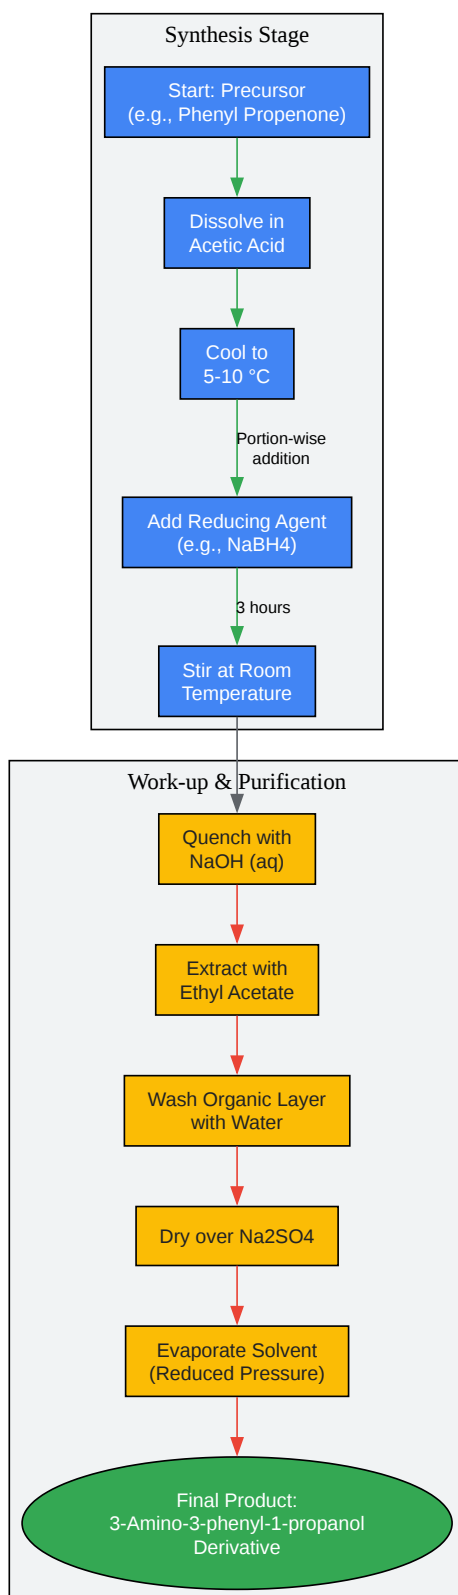 Synthesis Stage
Start: Precursor
(e.g., Phenyl Propenone)
Dissolve in
Acetic Acid
Cool to
5-10 °C
Portion-wise
addition
Add Reducing Agent
(e.g., NaBH4)
3 hours
Stir at Room
Temperature
Work-up & Purification
Quench with
NaOH (aq)
Extract with
Ethyl Acetate
Wash Organic Layer
with Water
Dry over Na2SO4
Evaporate Solvent
(Reduced Pressure)
Final Product:
3-Amino-3-phenyl-1-propanol
Derivative